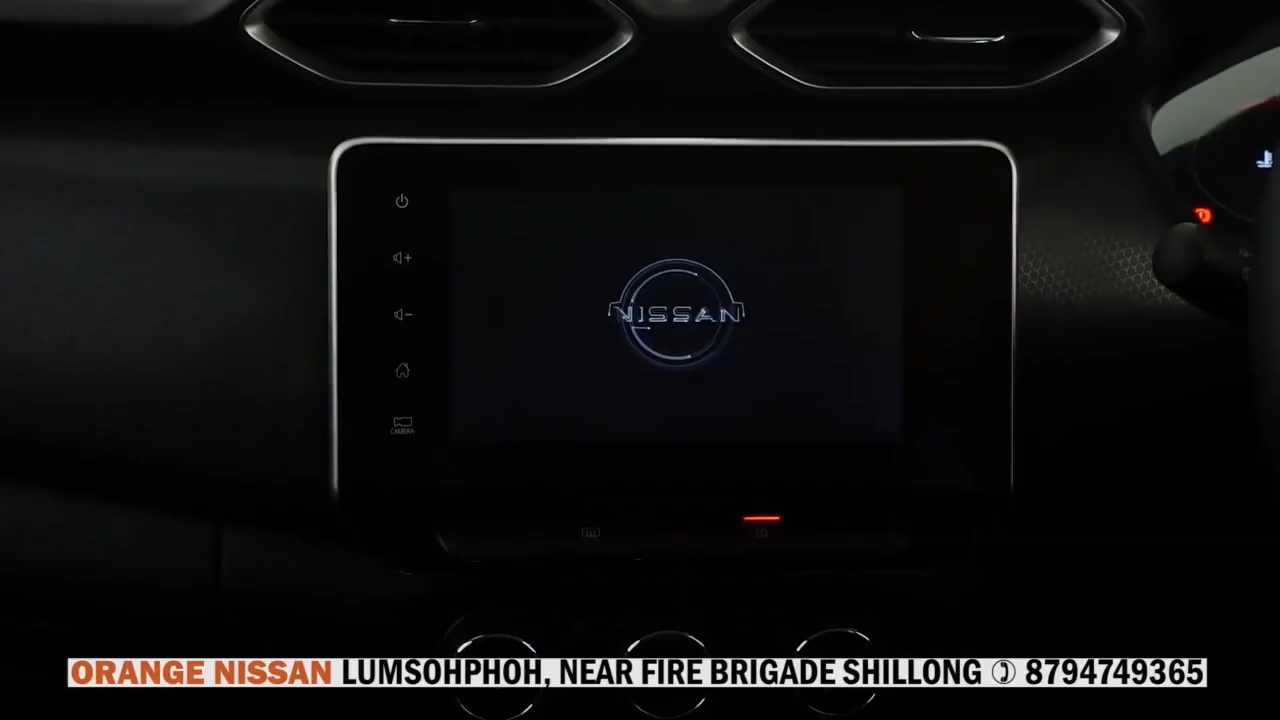 NISSAN
CAMERA
ORANGE NISSAN LUMSOHPHOH, NEAR FIRE BRIGADE SHILLONG ✆ 8794749365